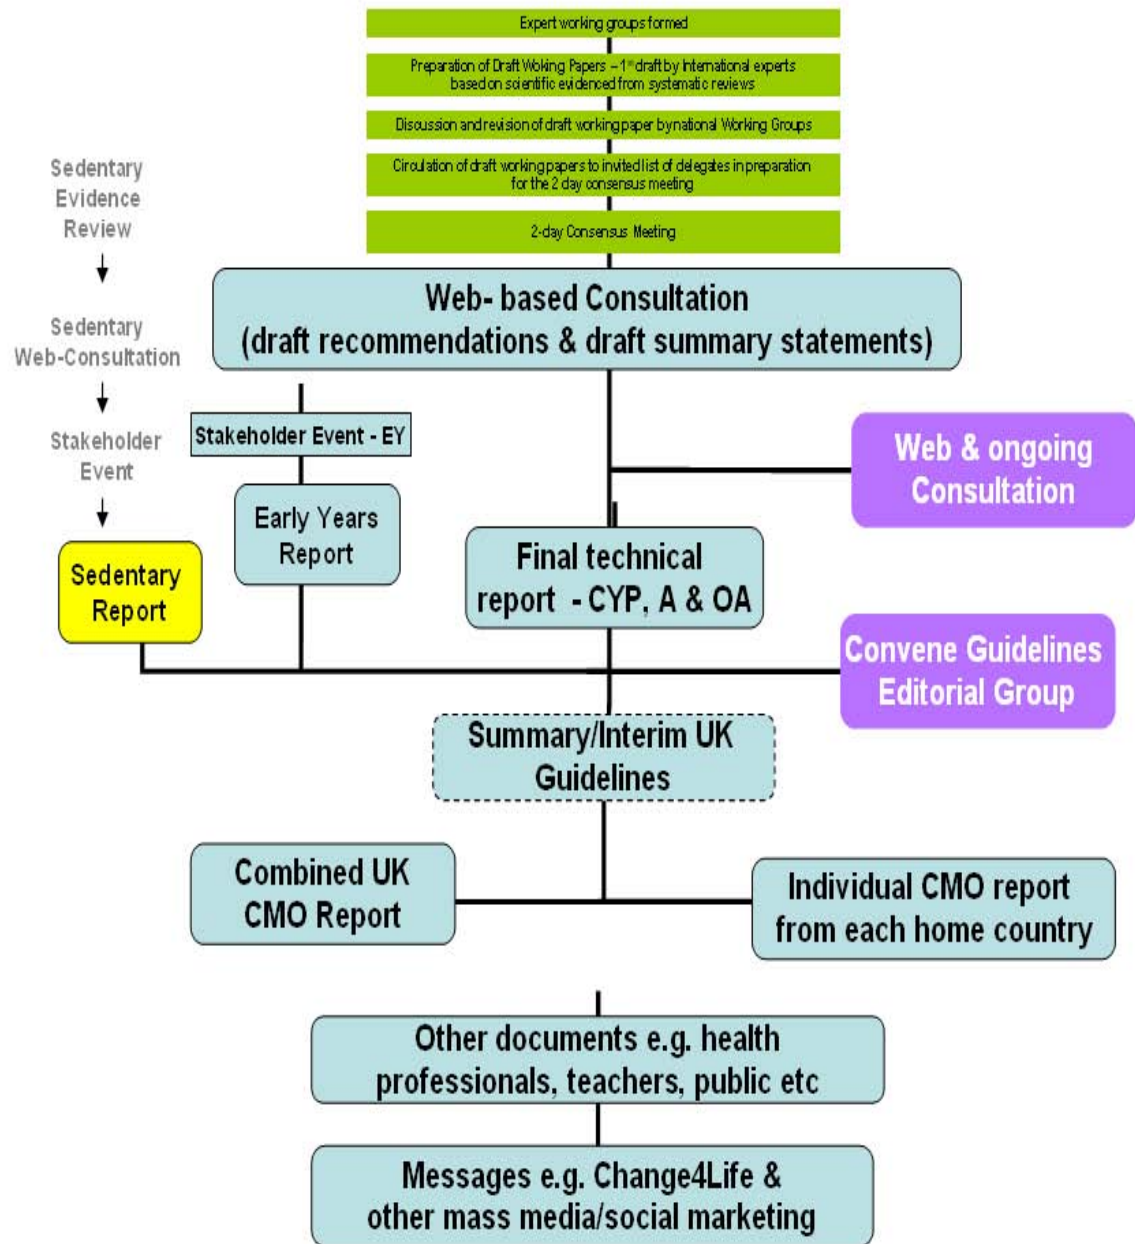 Expert working groups formed
Preparation of Draft Woking Papers – 1st draft by International experts
based on scientific evidenced from systematic reviews
Discussion and revision of draft working paper by national Working Groups
Circulation of draft working papers to invited list of delegates in preparation
for the 2 day consensus meeting
2-day Consensus Meeting
Sedentary
Evidence
Review
Web- based Consultation
(draft recommendations & draft summary statements)
Sedentary
Web-Consultation
Stakeholder Event - EY
Stakeholder
Event
Web & ongoing
Consultation
Early Years
Report
Final technical
report - CYP, A & OA
Sedentary
Report
Convene Guidelines
Editorial Group
Summary/Interim UK
Guidelines
Combined UK
CMO Report
Individual CMO report
from each home country
Other documents e.g. health
professionals, teachers, public etc
Messages e.g. Change4Life &
other mass media/social marketing